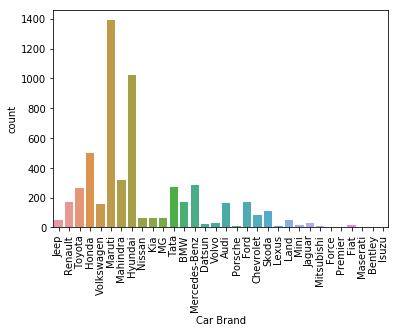 1400
1200
1000
800
600
400
200
0
count
Jeep
Renault
Toyota
Honda
Volkswagen
Maruti
Mahindra
Hyundai
Nissan
Kia
MG
Tata
BMW
Mercedes-Benz
Datsun
Volvo
Audi
Porsche
Ford
Chevrolet
Skoda
Lexus
Land
Mini
Jaguar
Mitsubishi
Force
Premier
Fiat
Maserati
Bentley
Isuzu
Car Brand